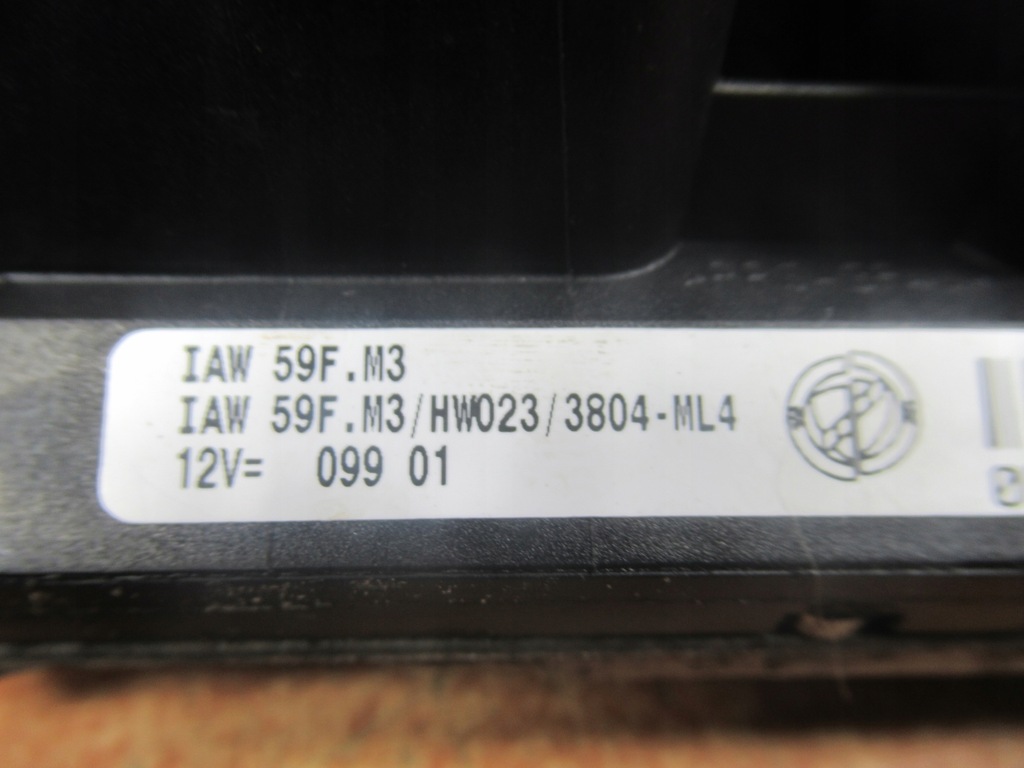 IAW 59F.M3
IAW 59F.M3/HW023/3804-ML4
12V= 099 01